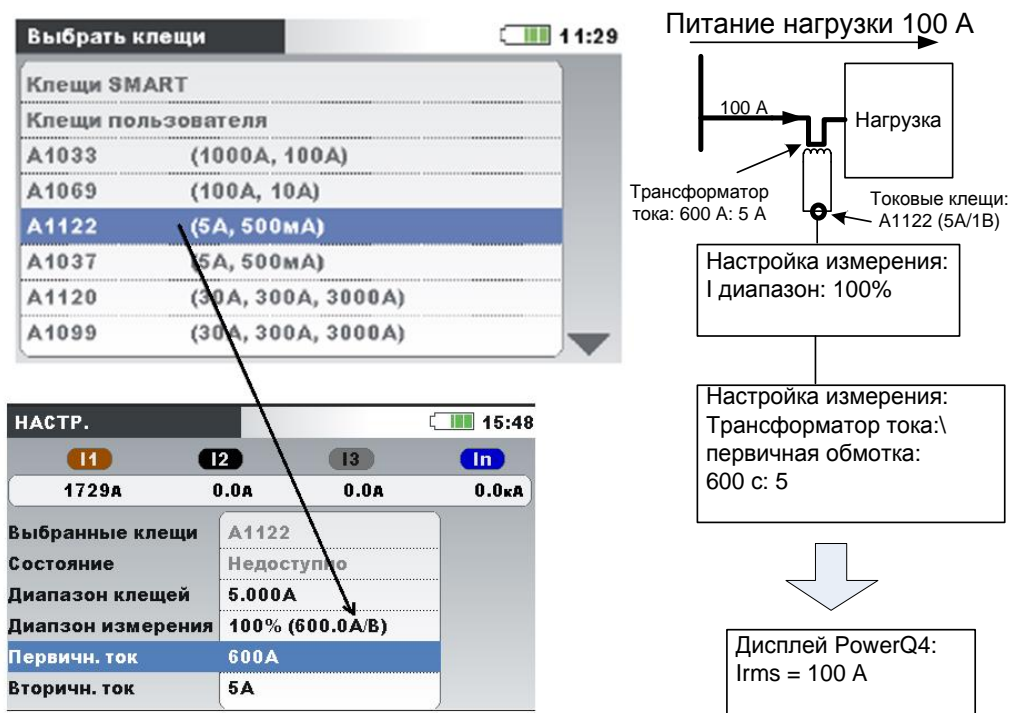 Выбрать клещи 11:29
Клещи SMART
Клещи пользователя
A1033 (1000A, 100A)
A1069 (100A, 10A)
A1122 (5A, 500мA)
A1037 (5A, 500мA)
A1120 (30A, 300A, 3000A)
A1099 (30A, 300A, 3000A)
НАСТР. 15:48
I1 I2 I3 In
1729A 0.0A 0.0A 0.0кA
Выбранные клещи A1122
Состояние Недоступно
Диапазон клещей 5.000A
Диапзон измерения 100% (600.0A/B)
Первичн. ток 600A
Вторичн. ток 5A
Питание нагрузки 100 А
100 А
Нагрузка
Трансформатор
тока: 600 А: 5 А
Токовые клещи:
А1122 (5А/1В)
Настройка измерения:
I диапазон: 100%
Настройка измерения:
Трансформатор тока:\
первичная обмотка:
600 с: 5
Дисплей PowerQ4:
Irms = 100 А